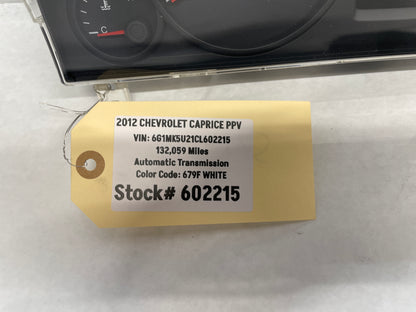 C
2012 CHEVROLET CAPRICE PPV
VIN: 6G1MK5U21CL602215
132,059 Miles
Automatic Transmission
Color Code: 679F WHITE
Stock# 602215